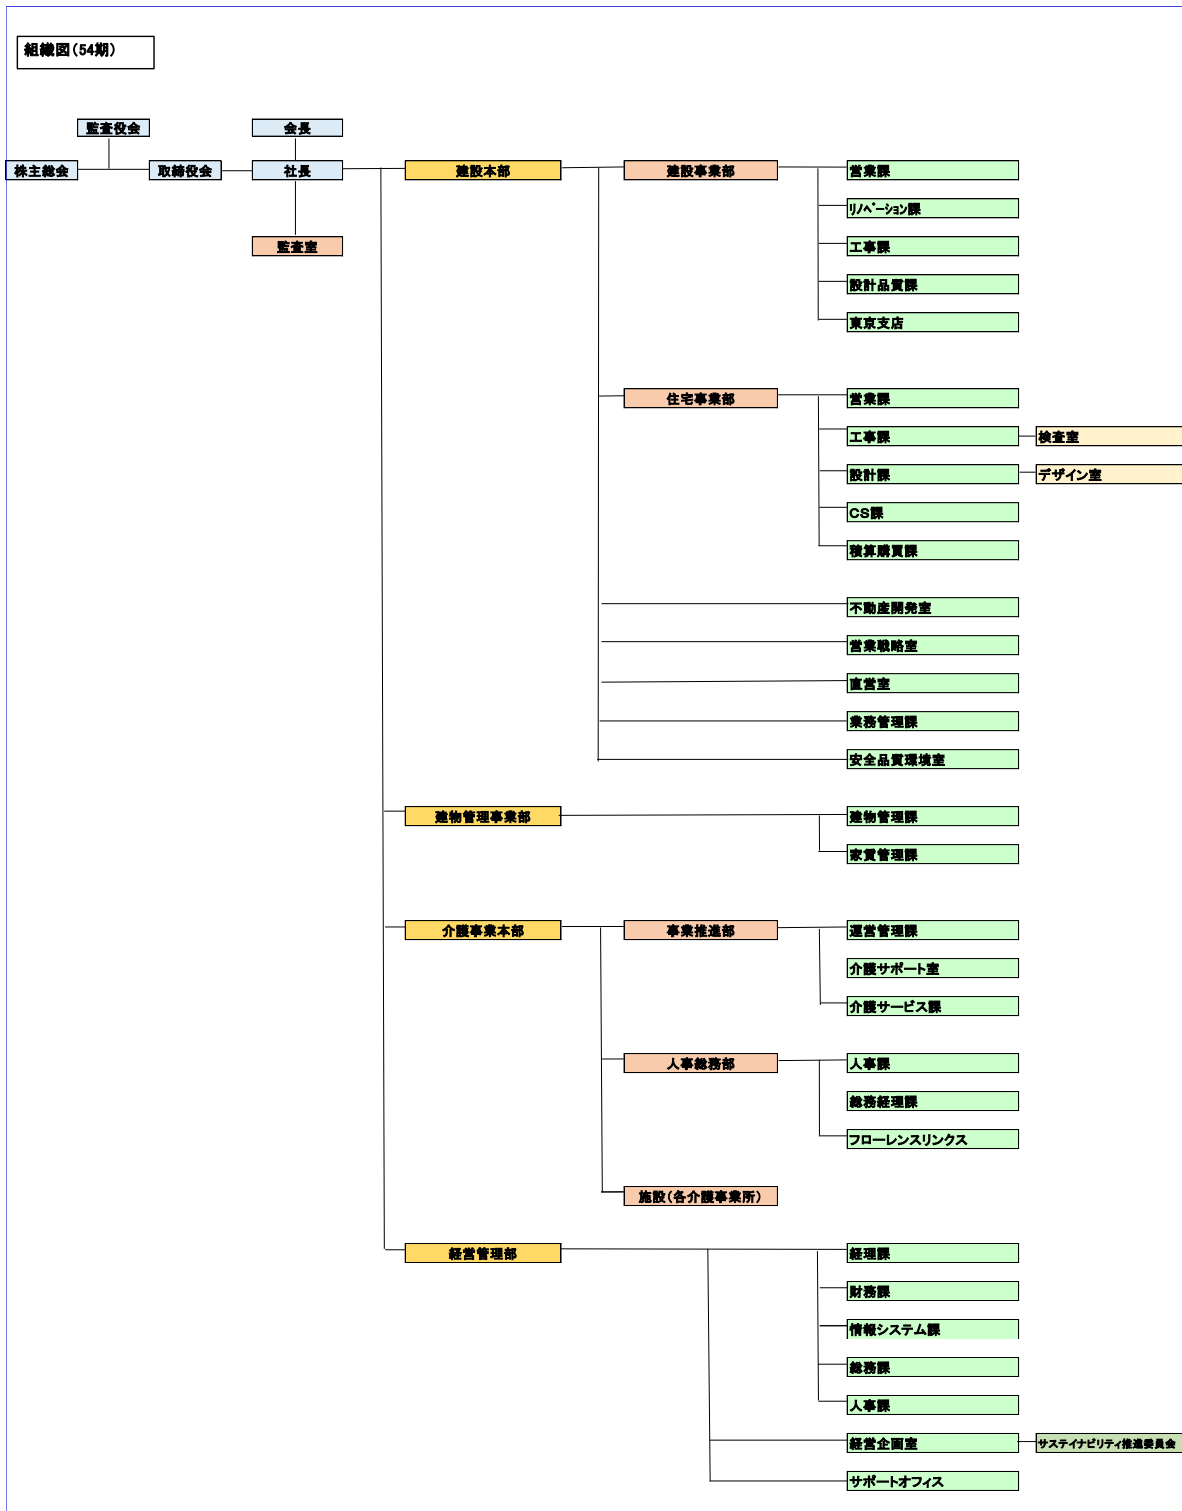 組織図(54期)
監査役会
会長
株主総会
取締役会
社長
建設本部
建設事業部
営業課
リノベーション課
監査室
工事課
設計品質課
東京支店
住宅事業部
営業課
工事課
検査室
設計課
デザイン室
CS課
積算購買課
不動産開発室
営業戦略室
直営室
業務管理課
安全品質環境室
建物管理事業部
建物管理課
家賃管理課
介護事業本部
事業推進部
運営管理課
介護サポート室
介護サービス課
人事総務部
人事課
総務経理課
フローレンスリンクス
施設(各介護事業所)
経営管理部
経理課
財務課
情報システム課
総務課
人事課
経営企画室
サステイナビリティ推進委員会
サポートオフィス